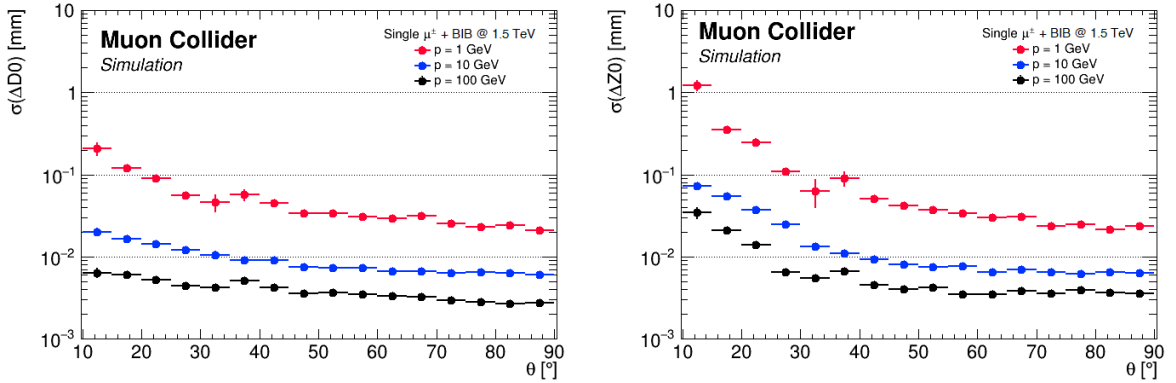 σ(ΔD0) [mm]
10
1
10⁻¹
10⁻²
10⁻³
Muon Collider
Simulation
Single μ± + BIB @ 1.5 TeV
p = 1 GeV
p = 10 GeV
p = 100 GeV
10 20 30 40 50 60 70 80 90
θ [°]
σ(ΔZ0) [mm]
10
1
10⁻¹
10⁻²
10⁻³
Muon Collider
Simulation
Single μ± + BIB @ 1.5 TeV
p = 1 GeV
p = 10 GeV
p = 100 GeV
10 20 30 40 50 60 70 80 90
θ [°]